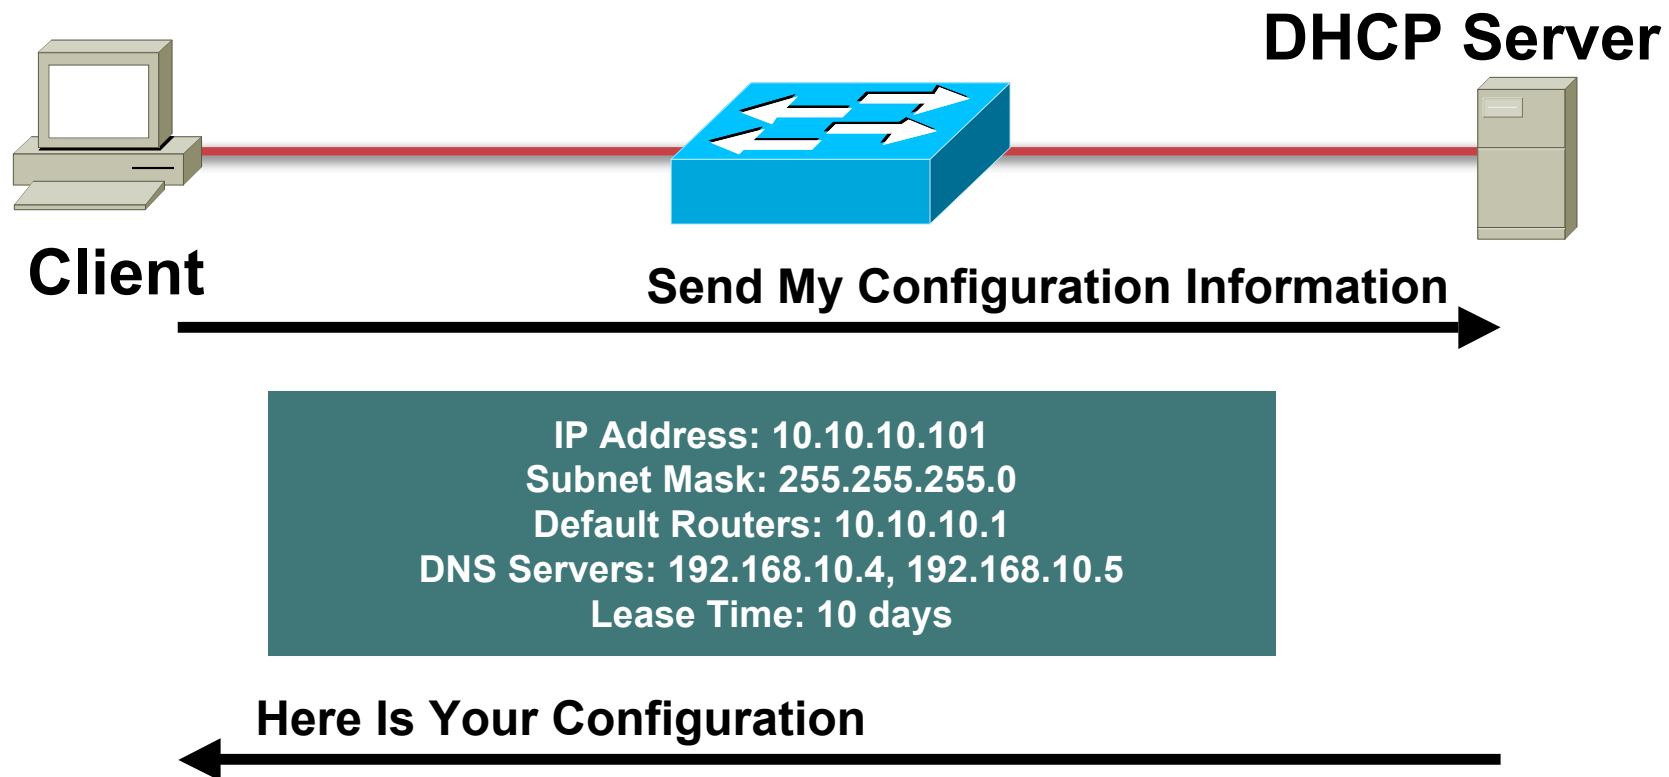 DHCP Server
Client
Send My Configuration Information
IP Address: 10.10.10.101
Subnet Mask: 255.255.255.0
Default Routers: 10.10.10.1
DNS Servers: 192.168.10.4, 192.168.10.5
Lease Time: 10 days
Here Is Your Configuration